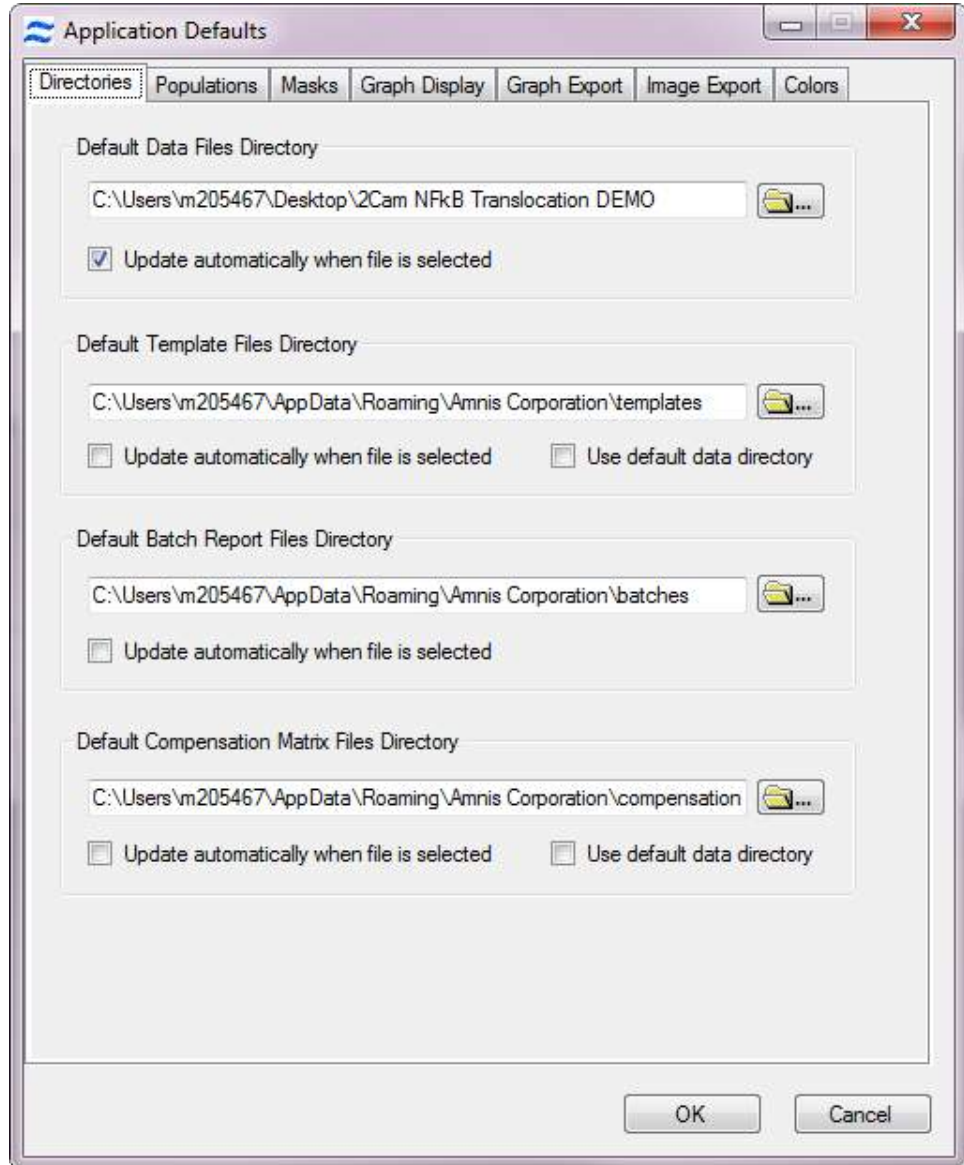 Application Defaults
Directories Populations Masks Graph Display Graph Export Image Export Colors
Default Data Files Directory
C:\Users\m205467\Desktop\2Cam NFkB Translocation DEMO
...
Update automatically when file is selected
Default Template Files Directory
C:\Users\m205467\AppData\Roaming\Amnis Corporation\templates
...
Update automatically when file is selected Use default data directory
Default Batch Report Files Directory
C:\Users\m205467\AppData\Roaming\Amnis Corporation\batches
...
Update automatically when file is selected
Default Compensation Matrix Files Directory
C:\Users\m205467\AppData\Roaming\Amnis Corporation\compensation
...
Update automatically when file is selected Use default data directory
OK Cancel